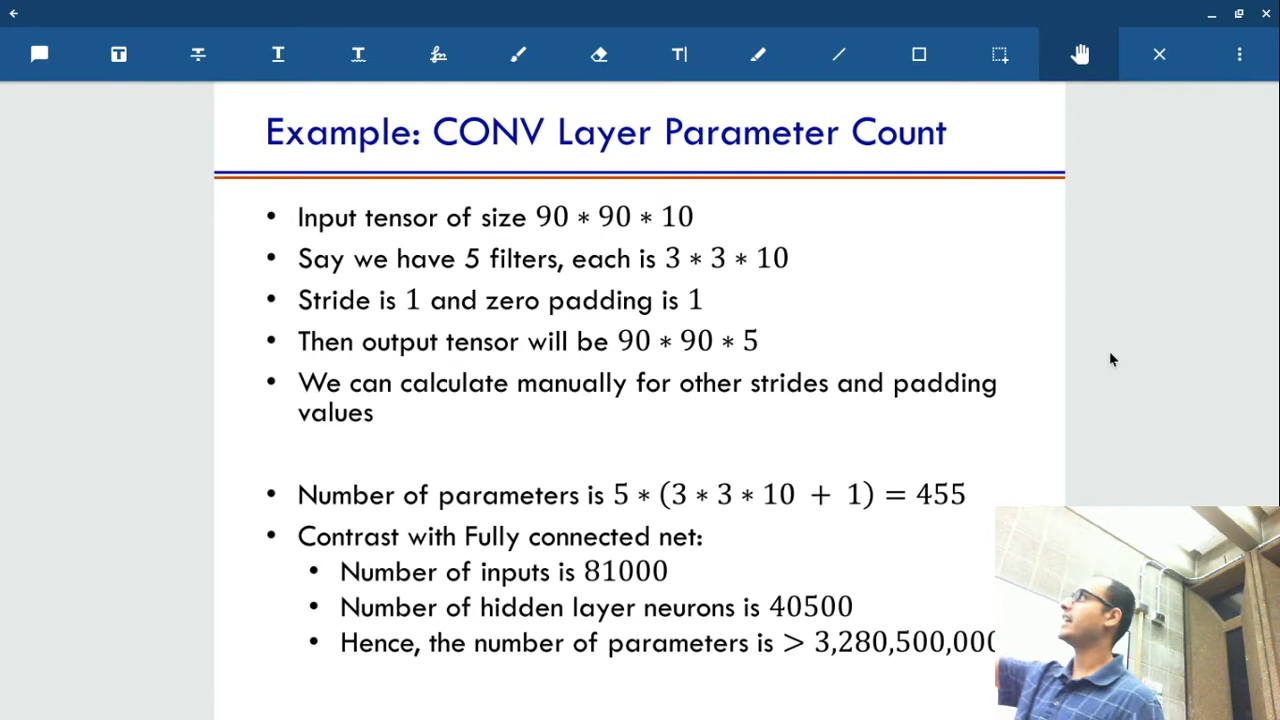 Example: CONV Layer Parameter Count
• Input tensor of size 90 ∗ 90 ∗ 10
• Say we have 5 filters, each is 3 ∗ 3 ∗ 10
• Stride is 1 and zero padding is 1
• Then output tensor will be 90 ∗ 90 ∗ 5
• We can calculate manually for other strides and padding
values
• Number of parameters is 5 ∗ (3 ∗ 3 ∗ 10 + 1) = 455
• Contrast with Fully connected net:
• Number of inputs is 81000
• Number of hidden layer neurons is 40500
• Hence, the number of parameters is > 3,280,500,000